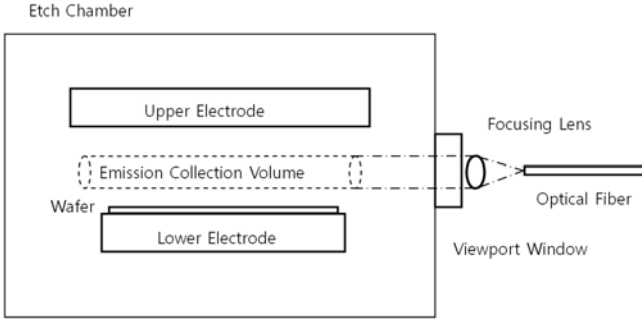 Etch Chamber
Upper Electrode
Focusing Lens
Emission Collection Volume
Optical Fiber
Wafer
Lower Electrode
Viewport Window